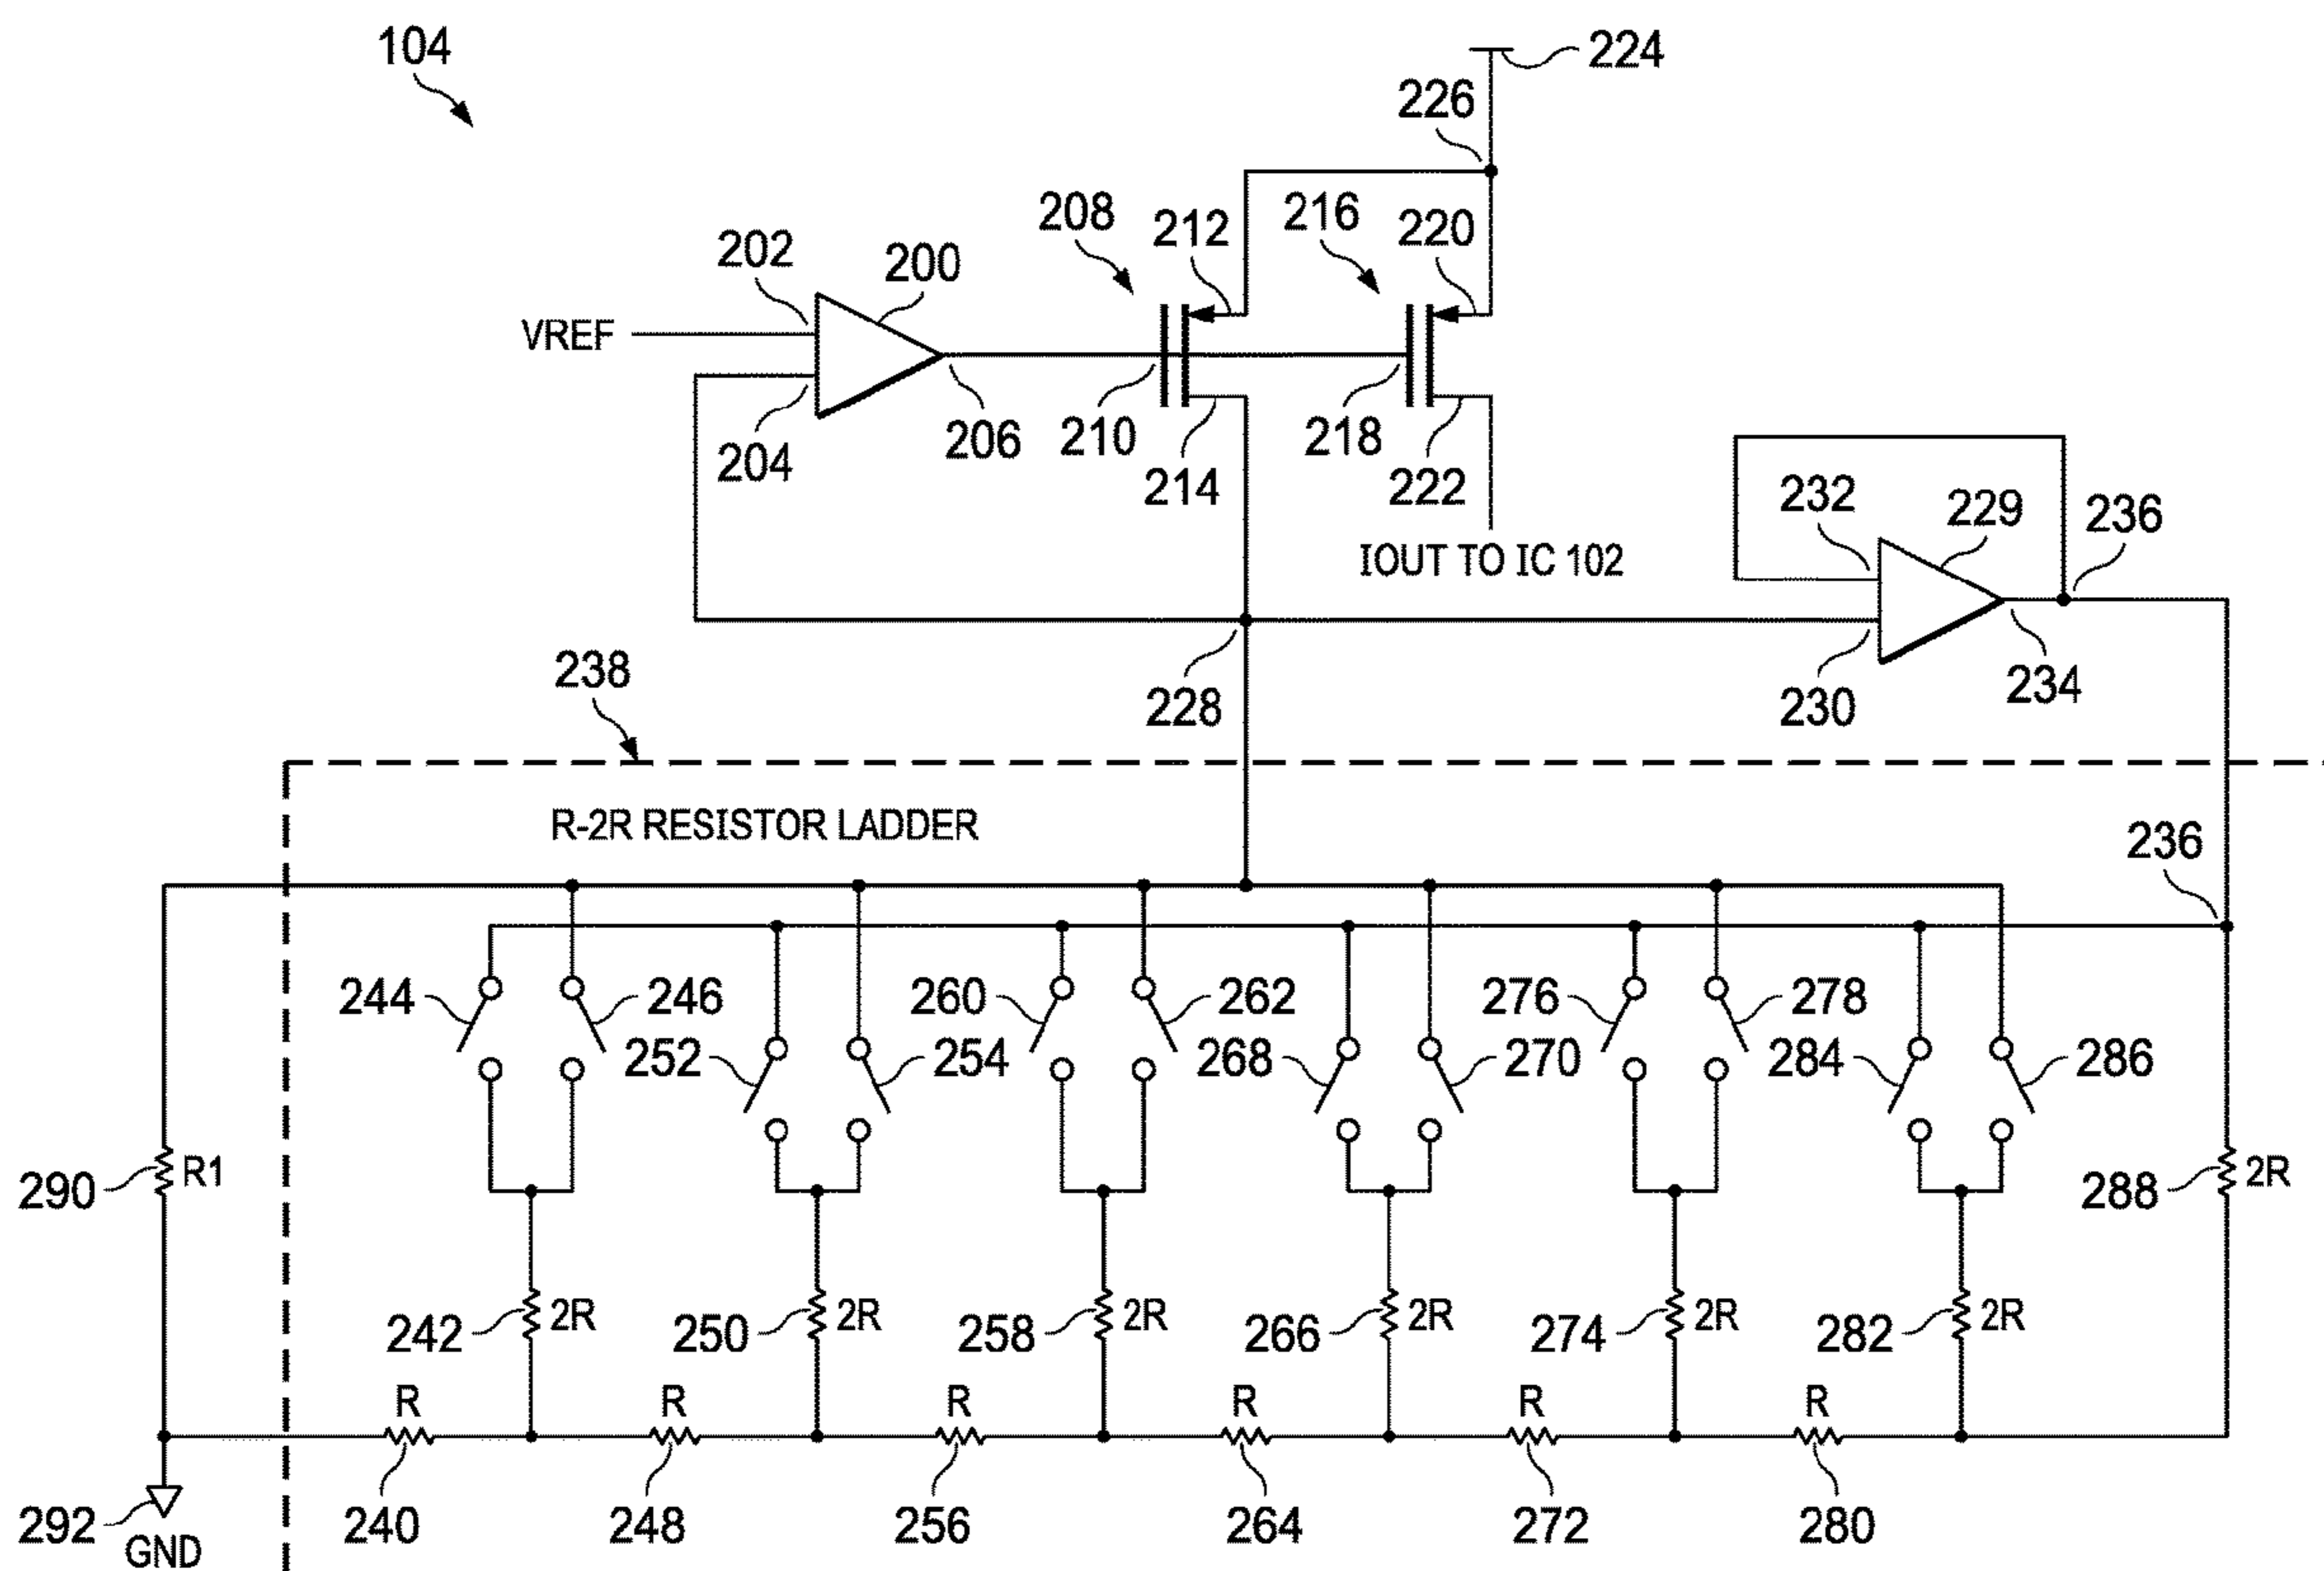 104
224
226
208
212
216
220
202
200
VREF
204
206
210
214
218
222
IOUT TO IC 102
232
229
236
238
228
230
234
R-2R RESISTOR LADDER
236
244
246
260
262
276
278
252
254
268
270
284
286
290
R1
288
2R
242
2R
250
2R
258
2R
266
2R
274
2R
282
2R
R
R
R
R
R
R
292
GND
240
248
256
264
272
280